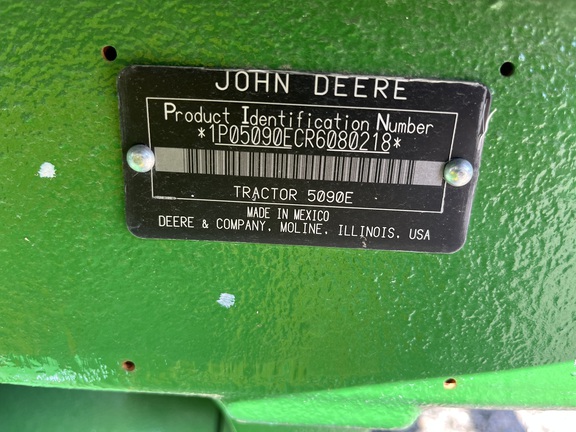 JOHN DEERE
Product Identification Number
*1P05090ECR6080218*
TRACTOR 5090E
MADE IN MEXICO
DEERE & COMPANY, MOLINE, ILLINOIS, USA